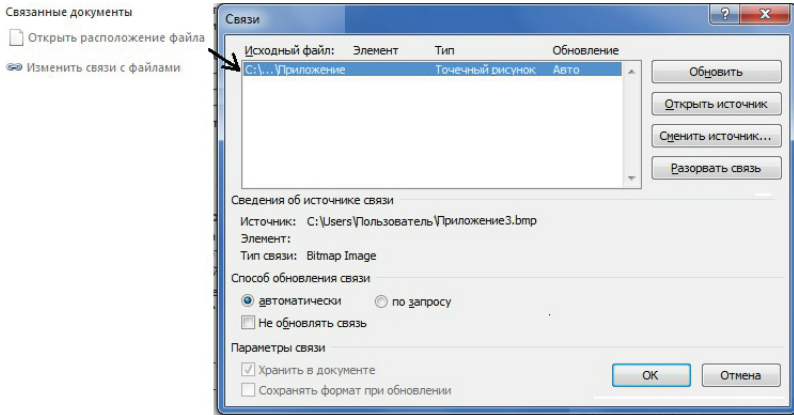 Связанные документы
Открыть расположение файла
Изменить связи с файлами
Связи
Исходный файл: Элемент Тип Обновление
C:\...\Приложение Точечный рисунок Авто
Обновить
Открыть источник
Сменить источник...
Разорвать связь
Сведения об источнике связи
Источник: C:\Users\Пользователь\Приложение3.bmp
Элемент:
Тип связи: Bitmap Image
Способ обновления связи
автоматически по запросу
Не обновлять связь
Параметры связи
Хранить в документе
Сохранять формат при обновлении
OK Отмена